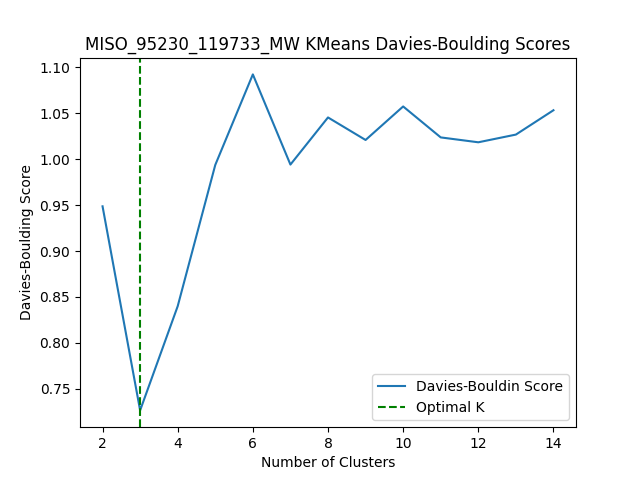 MISO_95230_119733_MW KMeans Davies-Boulding Scores
1.10
1.05
1.00
0.95
0.90
0.85
0.80
0.75
Davies-Boulding Score
Davies-Bouldin Score
Optimal K
2 4 6 8 10 12 14
Number of Clusters